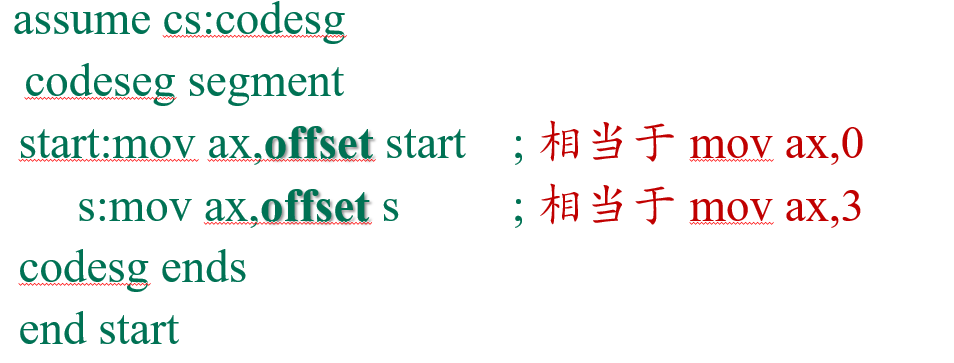 assume cs:codesg
codeseg segment
start:mov ax,offset start ; 相当于 mov ax,0
s:mov ax,offset s ; 相当于 mov ax,3
codesg ends
end start